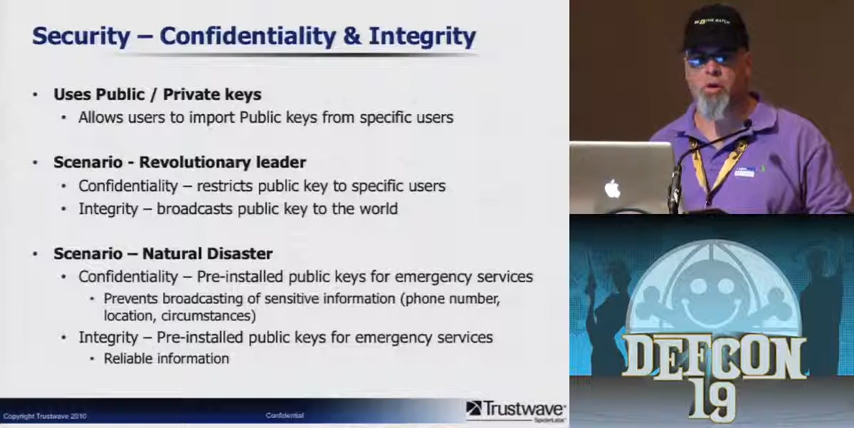 Security – Confidentiality & Integrity
• Uses Public / Private keys
• Allows users to import Public keys from specific users
• Scenario - Revolutionary leader
• Confidentiality – restricts public key to specific users
• Integrity – broadcasts public key to the world
• Scenario – Natural Disaster
• Confidentiality – Pre-installed public keys for emergency services
• Prevents broadcasting of sensitive information (phone number,
location, circumstances)
• Integrity – Pre-installed public keys for emergency services
• Reliable information
Copyright Trustwave 2010
Confidential
Trustwave®
SpiderLabs®
DEFCON
19